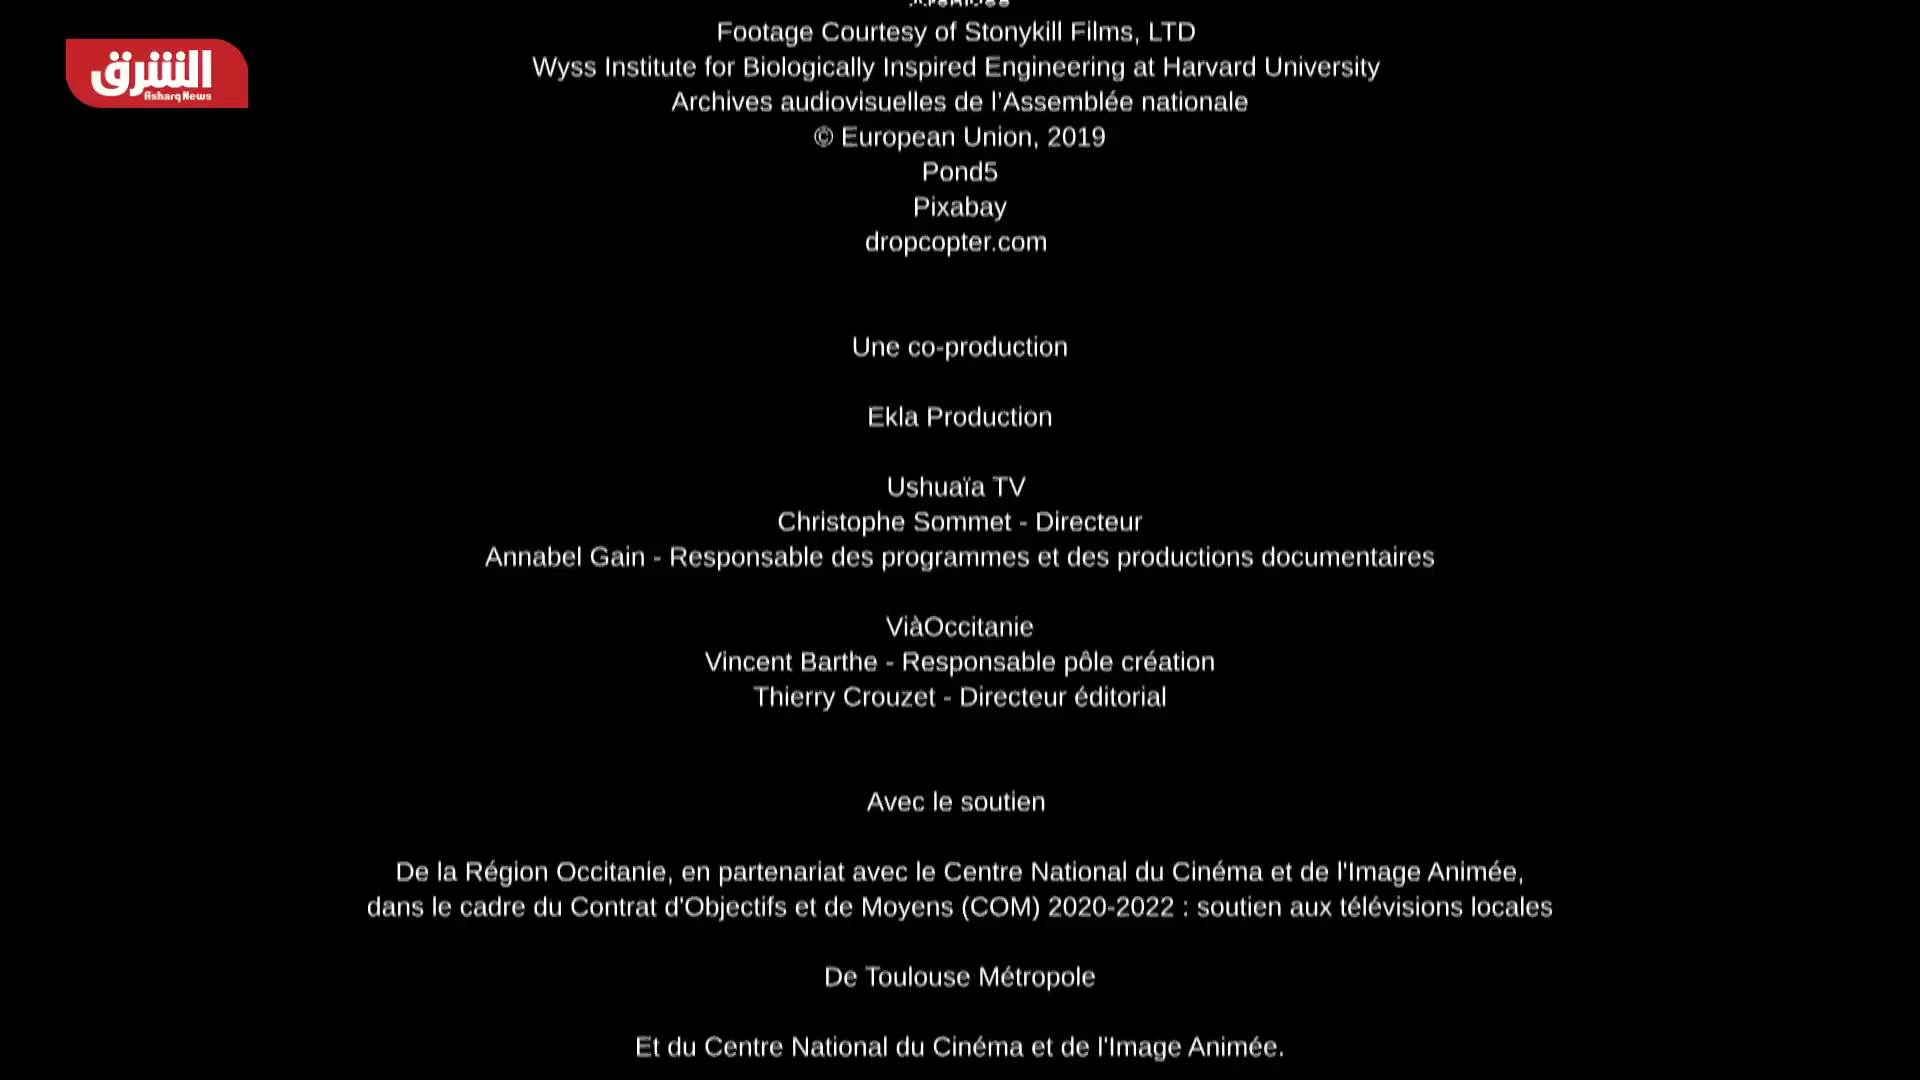 الشرق
Asharq News
Footage Courtesy of Stonykill Films, LTD
Wyss Institute for Biologically Inspired Engineering at Harvard University
Archives audiovisuelles de l'Assemblée nationale
© European Union, 2019
Pond5
Pixabay
dropcopter.com
Une co-production
Ekla Production
Ushuaïa TV
Christophe Sommet - Directeur
Annabel Gain - Responsable des programmes et des productions documentaires
ViàOccitanie
Vincent Barthe - Responsable pôle création
Thierry Crouzet - Directeur éditorial
Avec le soutien
De la Région Occitanie, en partenariat avec le Centre National du Cinéma et de l'Image Animée,
dans le cadre du Contrat d'Objectifs et de Moyens (COM) 2020-2022 : soutien aux télévisions locales
De Toulouse Métropole
Et du Centre National du Cinéma et de l'Image Animée.